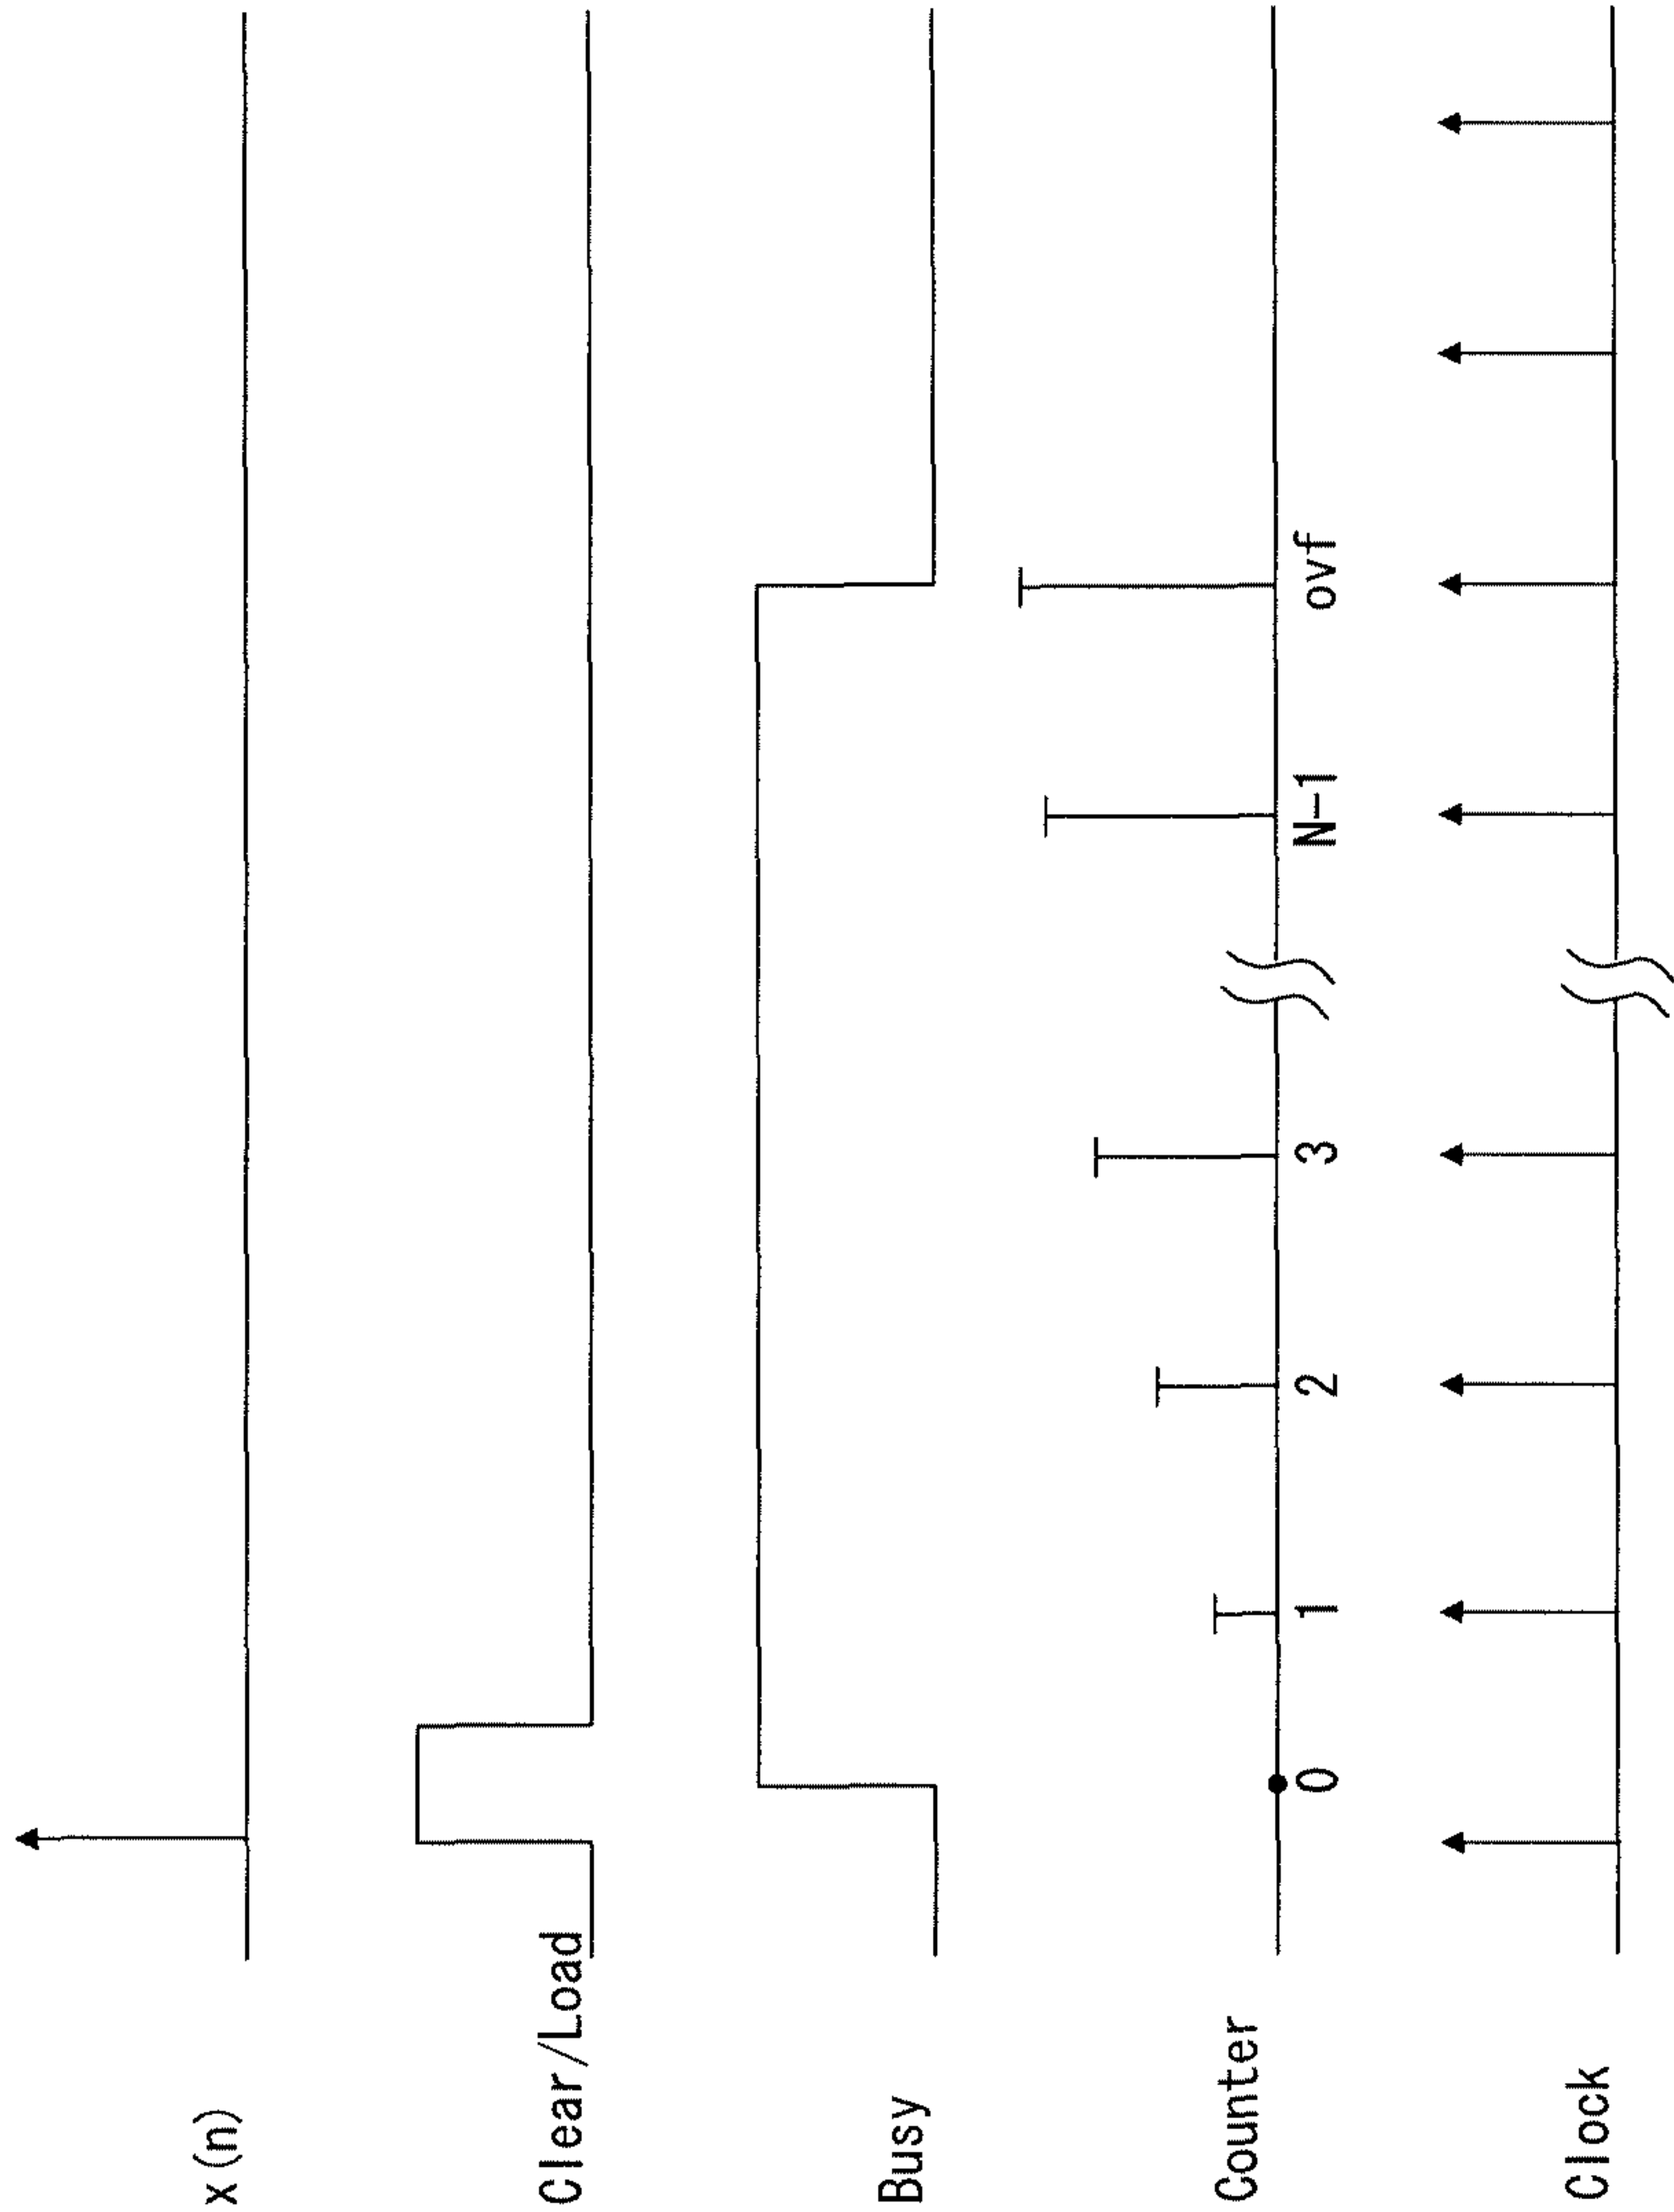 x(n)
Clear/Load
Busy
Counter
0
1
2
3
N-1
ovf
Clock